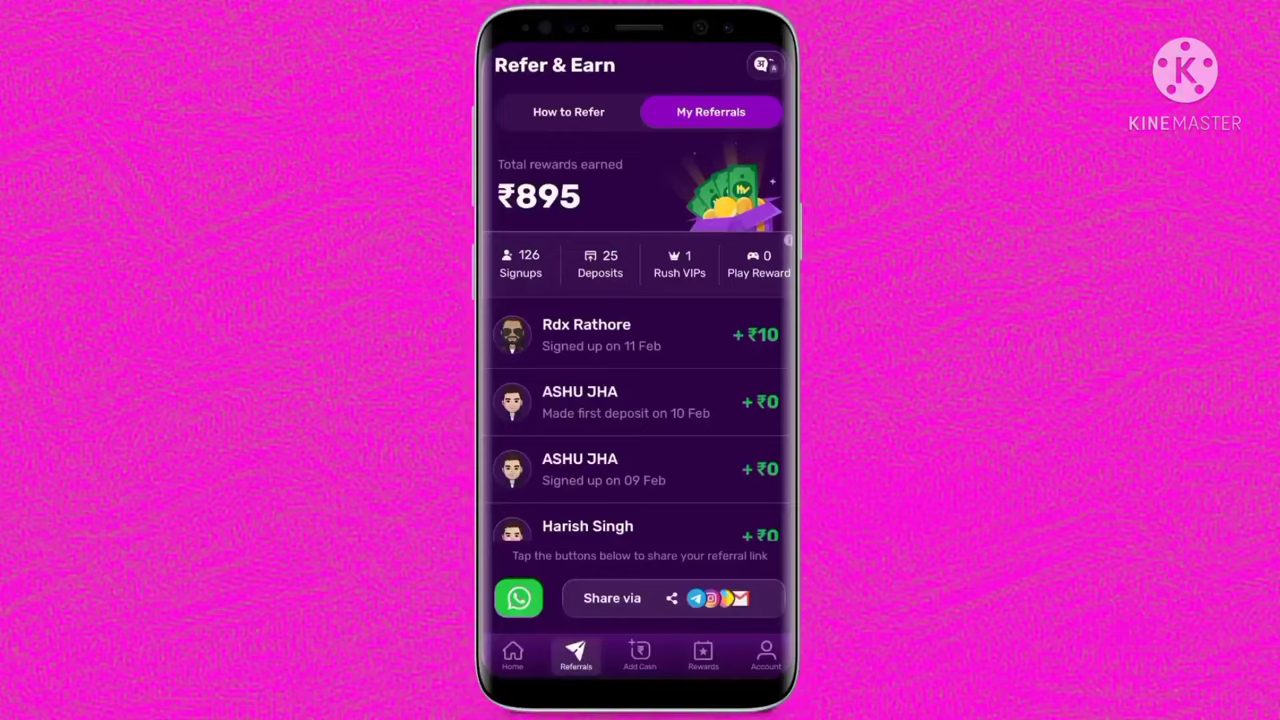 Refer & Earn
अ A
How to Refer
My Referrals
Total rewards earned
₹895
126
Signups
25
Deposits
1
Rush VIPs
0
Play Reward
Rdx Rathore
Signed up on 11 Feb
+ ₹10
ASHU JHA
Made first deposit on 10 Feb
+ ₹0
ASHU JHA
Signed up on 09 Feb
+ ₹0
Harish Singh
+ ₹0
Tap the buttons below to share your referral link
Share via
Home
Referrals
Add Cash
Rewards
Account
K
KINEMASTER